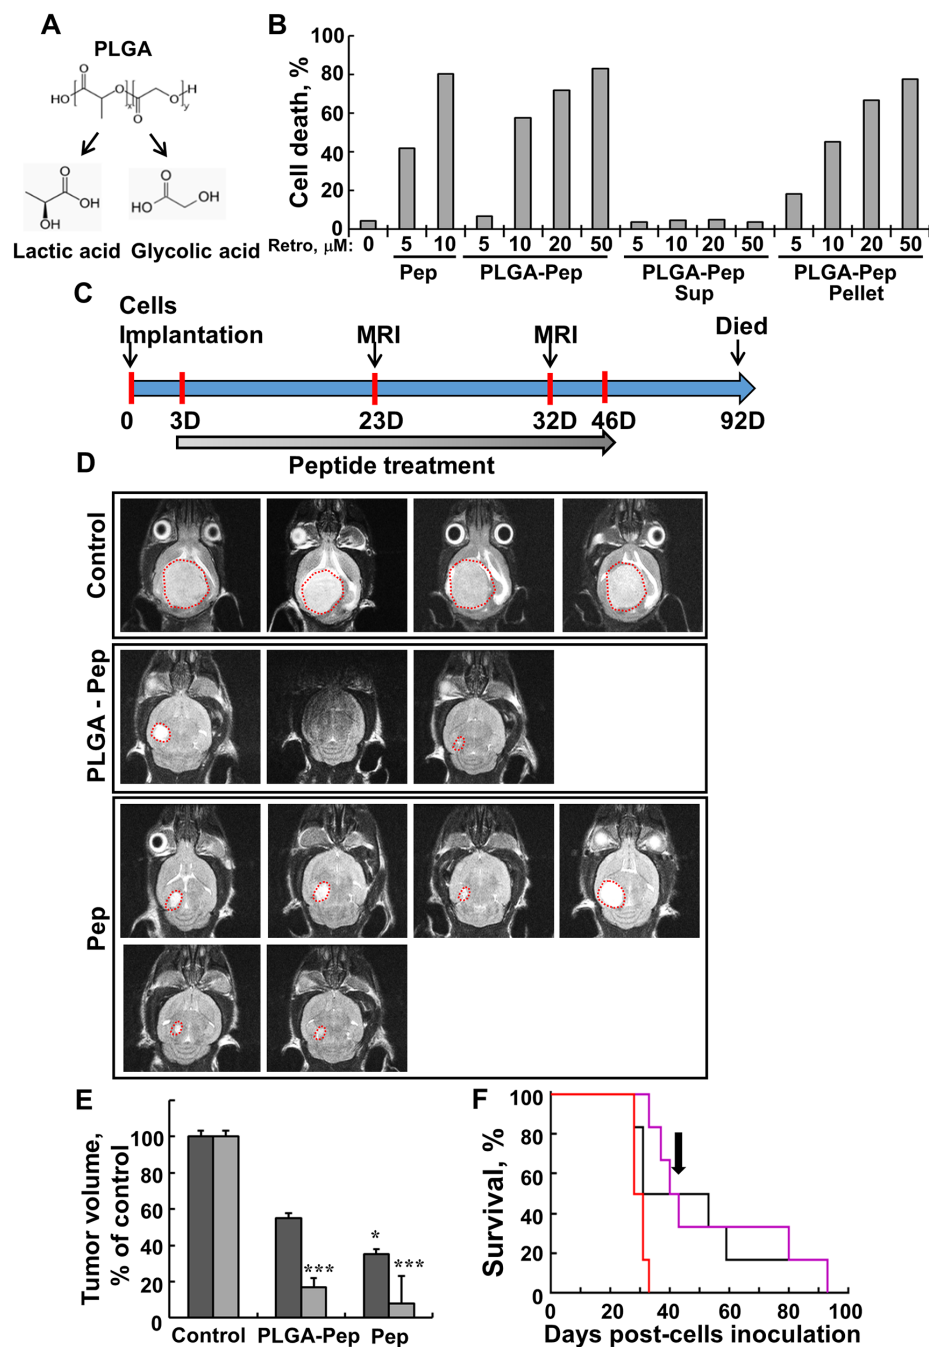 A
PLGA
HO
O
O
x
O
O
H
y
O
OH
OH
O
HO
OH
Lactic acid
Glycolic acid
B
Cell death, %
100
80
60
40
20
0
Retro, μM:
0
5
10
5
10
20
50
5
10
20
50
5
10
20
50
Pep
PLGA-Pep
PLGA-Pep
Sup
PLGA-Pep
Pellet
C
Cells
Implantation
MRI
MRI
Died
0
3D
23D
32D
46D
92D
Peptide treatment
D
Control
PLGA - Pep
Pep
E
Tumor volume,
% of control
100
80
60
40
20
0
***
*
***
Control
PLGA-Pep
Pep
F
Survival, %
100
80
60
40
20
0
0
20
40
60
80
100
Days post-cells inoculation